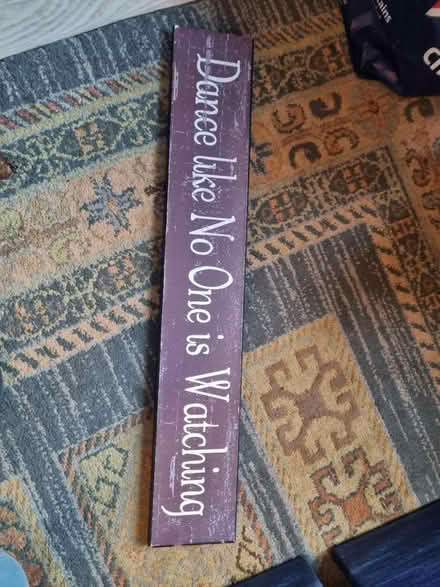 Dance like No One is Watching